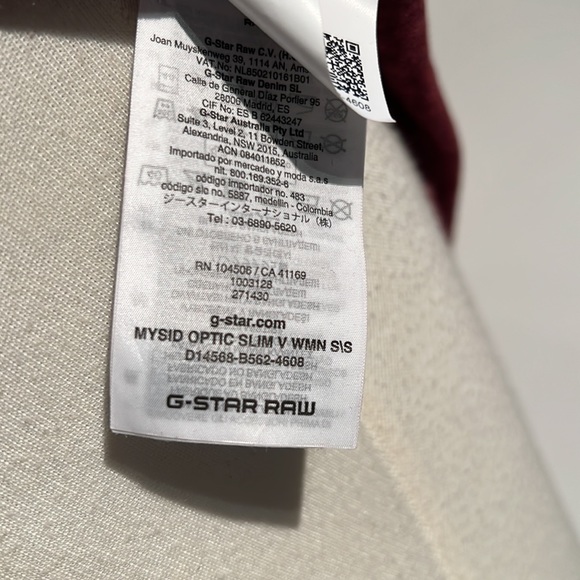 G-Star Raw C.V. (H.
Joan Muyskenweg 39, 1114 AN, Am
VAT No: NL850210161B01
G-Star Raw Denim SL
Calle de General Díaz Porlier 95
28006 Madrid, ES
CIF No: ES B 62443247
G-Star Australia Pty Ltd
Suite 3, Level 2, 11 Bowden Street,
Alexandria, NSW 2015, Australia
ACN 084011852
Importado por mercadeo y moda s.a.s
nit. 800.169.352-6
código importador no. 483
código sic no. 5887, medellin - Colombia
ジースターインターナショナル（株）
Tel : 03-6890-5620
RN 104506 / CA 41169
1003128
271430
g-star.com
MYSID OPTIC SLIM V WMN S\S
D14568-B562-4608
G-STAR RAW
4608